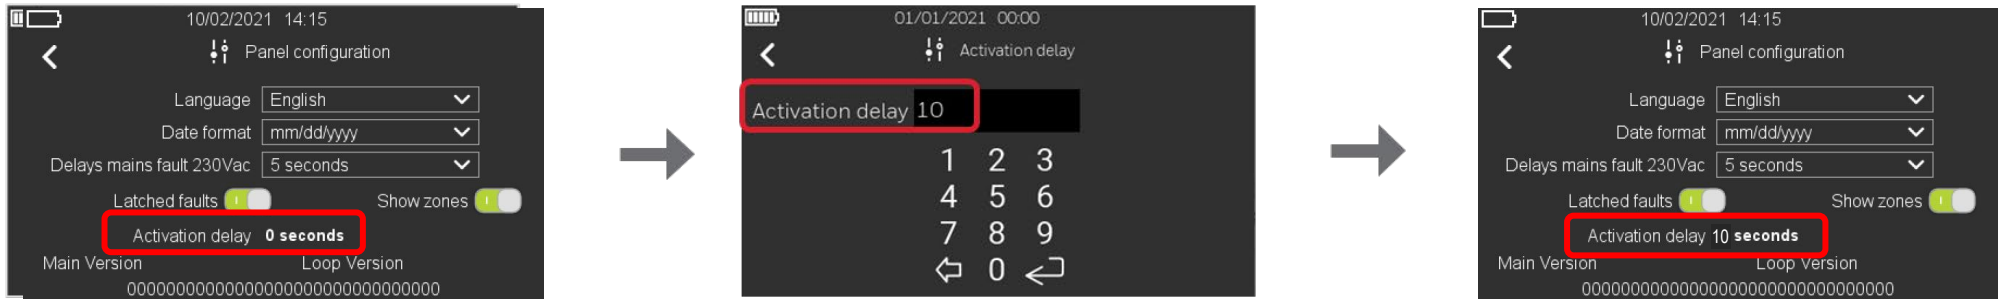 10/02/2021 14:15
Panel configuration
Language English
Date format mm/dd/yyyy
Delays mains fault 230Vac 5 seconds
Latched faults Show zones
Activation delay 0 seconds
Main Version Loop Version
00000000000000000000000000000000
01/01/2021 00:00
Activation delay
Activation delay 10
1 2 3
4 5 6
7 8 9
0
10/02/2021 14:15
Panel configuration
Language English
Date format mm/dd/yyyy
Delays mains fault 230Vac 5 seconds
Latched faults Show zones
Activation delay 10 seconds
Main Version Loop Version
00000000000000000000000000000000